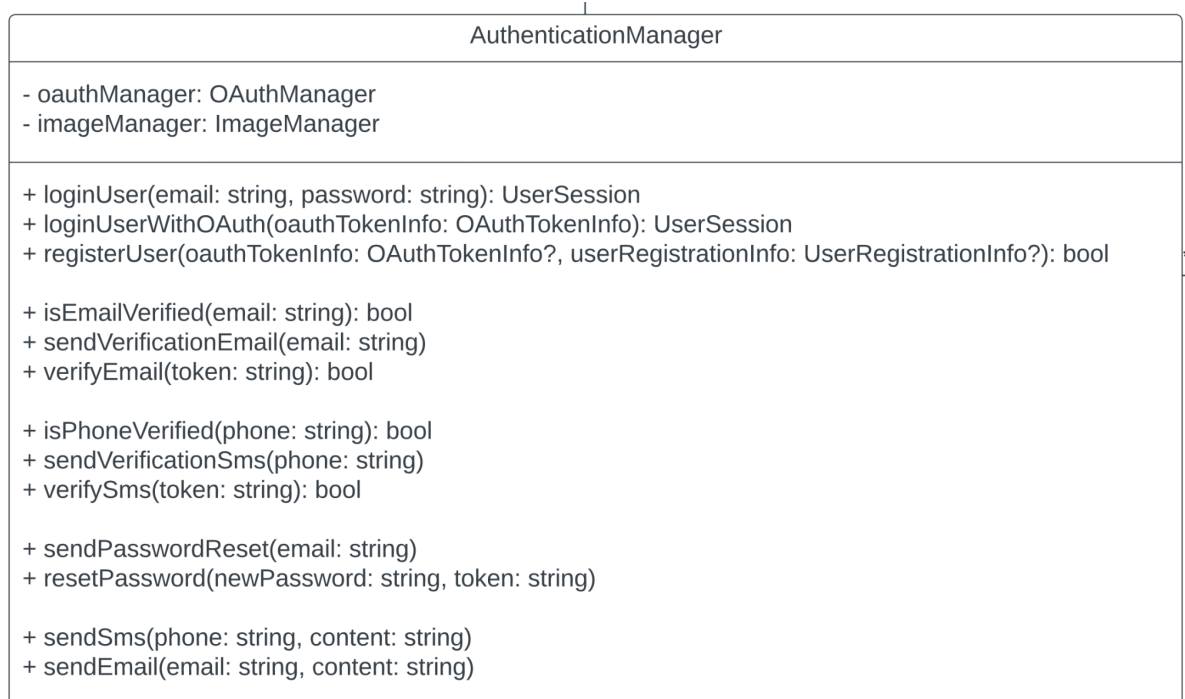 AuthenticationManager
- oauthManager: OAuthManager
- imageManager: ImageManager
+ loginUser(email: string, password: string): UserSession
+ loginUserWithOAuth(oauthTokenInfo: OAuthTokenInfo): UserSession
+ registerUser(oauthTokenInfo: OAuthTokenInfo?, userRegistrationInfo: UserRegistrationInfo?): bool
+ isEmailVerified(email: string): bool
+ sendVerificationEmail(email: string)
+ verifyEmail(token: string): bool
+ isPhoneVerified(phone: string): bool
+ sendVerificationSms(phone: string)
+ verifySms(token: string): bool
+ sendPasswordReset(email: string)
+ resetPassword(newPassword: string, token: string)
+ sendSms(phone: string, content: string)
+ sendEmail(email: string, content: string)